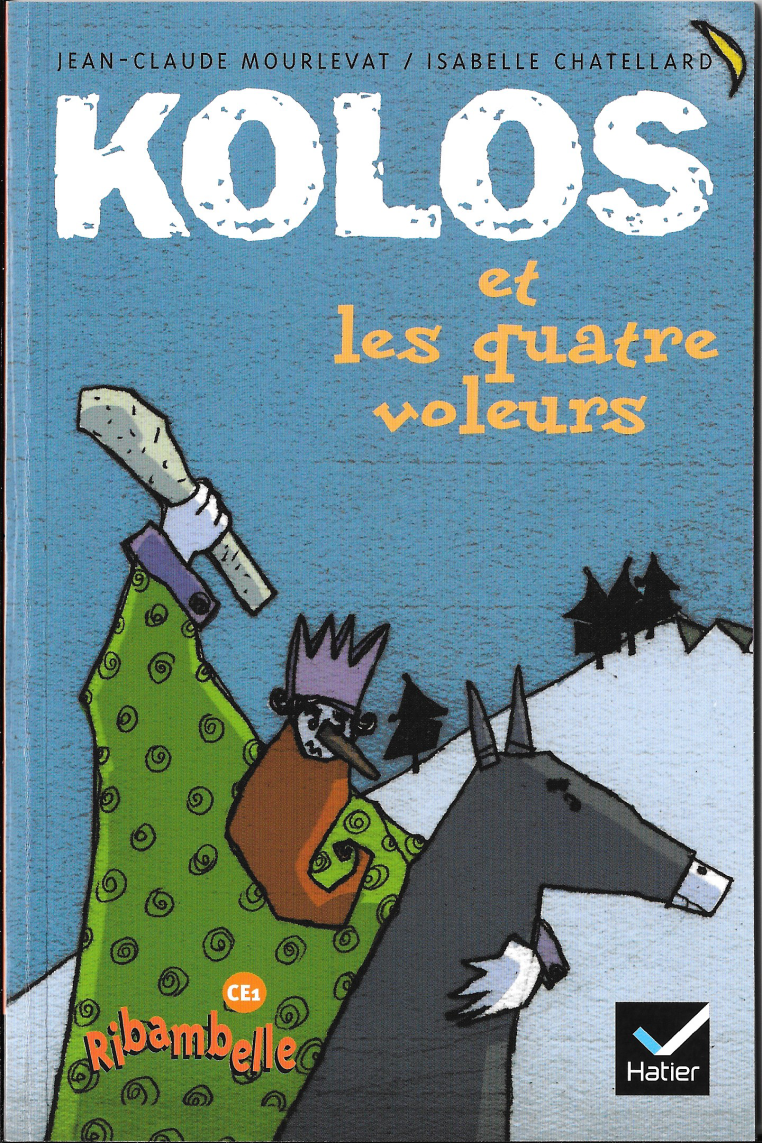 JEAN-CLAUDE MOURLEVAT / ISABELLE CHATELLARD
KOLOS
et
les quatre
voleurs
CE1
Ribambelle
Hatier